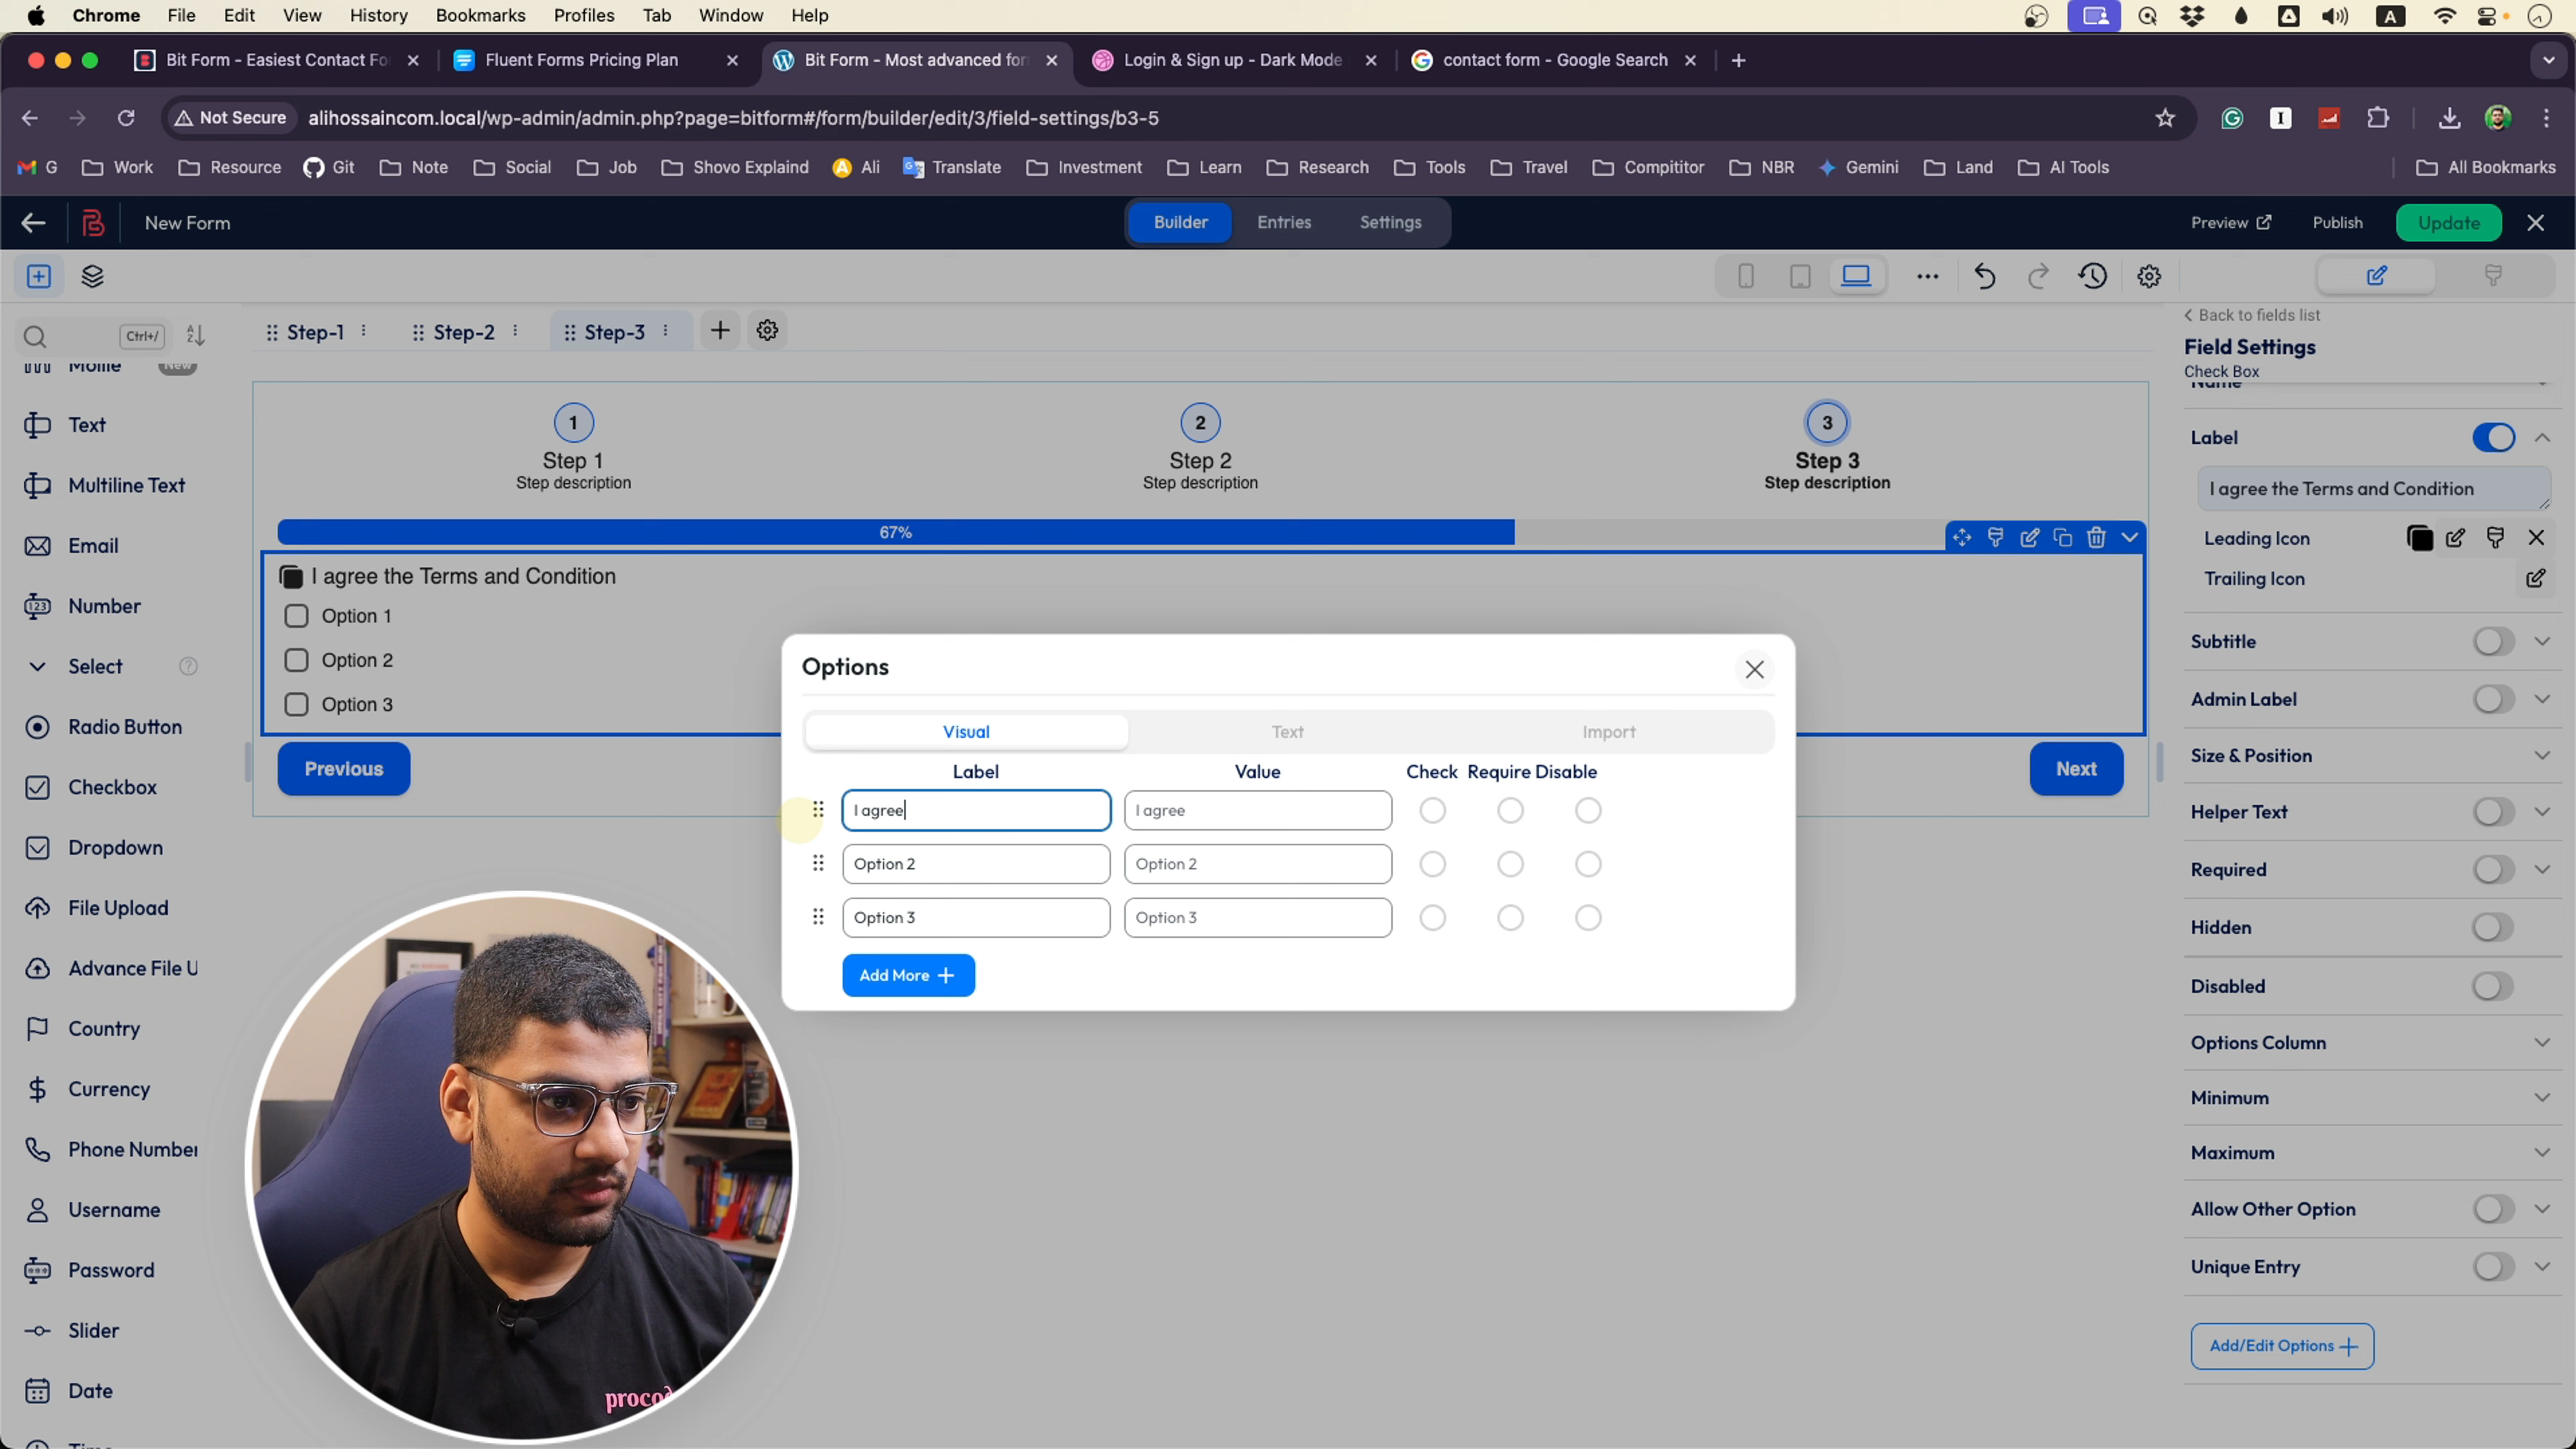 Chrome File Edit View History Bookmarks Profiles Tab Window Help
Bit Form - Easiest Contact Fo
Fluent Forms Pricing Plan
Bit Form - Most advanced for
Login & Sign up - Dark Mode
contact form - Google Search
Not Secure alihossaincom.local/wp-admin/admin.php?page=bitform#/form/builder/edit/3/field-settings/b3-5
G Work Resource Git Note Social Job Shovo Explaind Ali Translate Investment Learn Research Tools Travel Compititor NBR Gemini Land AI Tools All Bookmarks
New Form
Builder Entries Settings
Preview Publish Update
Ctrl+/
Mollie New
Text
Multiline Text
Email
Number
Select
Radio Button
Checkbox
Dropdown
File Upload
Advance File U
Country
Currency
Phone Number
Username
Password
Slider
Date
Time
Step-1 Step-2 Step-3
1 2 3
Step 1 Step 2 Step 3
Step description Step description Step description
67%
I agree the Terms and Condition
Option 1
Option 2
Option 3
Previous
Next
Options
Visual Text Import
Label Value Check Require Disable
I agree I agree
Option 2 Option 2
Option 3 Option 3
Add More
Back to fields list
Field Settings
Check Box
Name
Label
I agree the Terms and Condition
Leading Icon
Trailing Icon
Subtitle
Admin Label
Size & Position
Helper Text
Required
Hidden
Disabled
Options Column
Minimum
Maximum
Allow Other Option
Unique Entry
Add/Edit Options
procod